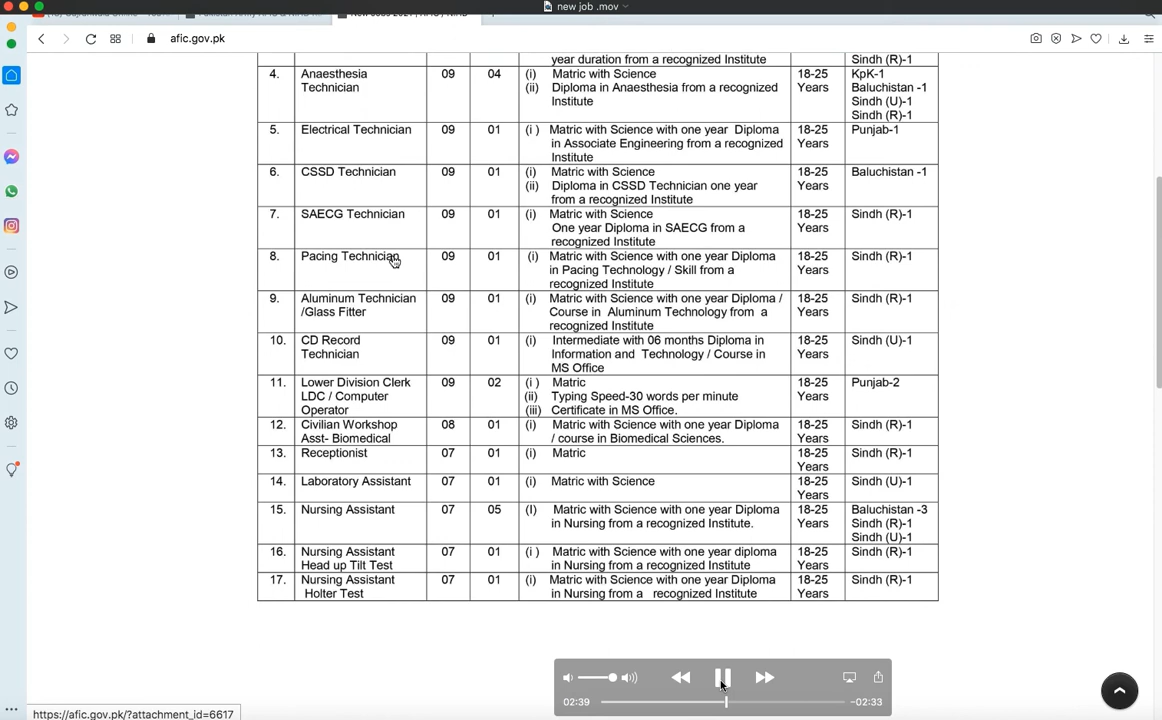 new job .mov
New Jobs 2021 | AFIC / NIHD
afic.gov.pk
year duration from a recognized Institute Sindh (R)-1
4. Anaesthesia 09 04 (i) Matric with Science 18-25 KpK-1
Technician (ii) Diploma in Anaesthesia from a recognized Years Baluchistan -1
Institute Sindh (U)-1
Sindh (R)-1
5. Electrical Technician 09 01 (i ) Matric with Science with one year Diploma 18-25 Punjab-1
in Associate Engineering from a recognized Years
Institute
6. CSSD Technician 09 01 (i) Matric with Science 18-25 Baluchistan -1
(ii) Diploma in CSSD Technician one year Years
from a recognized Institute
7. SAECG Technician 09 01 (i) Matric with Science 18-25 Sindh (R)-1
One year Diploma in SAECG from a Years
recognized Institute
8. Pacing Technician 09 01 (i) Matric with Science with one year Diploma 18-25 Sindh (R)-1
in Pacing Technology / Skill from a Years
recognized Institute
9. Aluminum Technician 09 01 (i) Matric with Science with one year Diploma / 18-25 Sindh (R)-1
/Glass Fitter Course in Aluminum Technology from a Years
recognized Institute
10. CD Record 09 01 (i) Intermediate with 06 months Diploma in 18-25 Sindh (U)-1
Technician Information and Technology / Course in Years
MS Office
11. Lower Division Clerk 09 02 (i ) Matric 18-25 Punjab-2
LDC / Computer (ii) Typing Speed-30 words per minute Years
Operator (iii) Certificate in MS Office.
12. Civilian Workshop 08 01 (i) Matric with Science with one year Diploma 18-25 Sindh (R)-1
Asst- Biomedical / course in Biomedical Sciences. Years
13. Receptionist 07 01 (i) Matric 18-25 Sindh (R)-1
Years
14. Laboratory Assistant 07 01 (i) Matric with Science 18-25 Sindh (U)-1
Years
15. Nursing Assistant 07 05 (I) Matric with Science with one year Diploma 18-25 Baluchistan -3
in Nursing from a recognized Institute. Years Sindh (R)-1
Sindh (U)-1
16. Nursing Assistant 07 01 (i ) Matric with Science with one year diploma 18-25 Sindh (R)-1
Head up Tilt Test in Nursing from a recognized Institute Years
17. Nursing Assistant 07 01 (i) Matric with Science with one year Diploma 18-25 Sindh (R)-1
Holter Test in Nursing from a recognized Institute Years
02:39 -02:33
https://afic.gov.pk/?attachment_id=6617